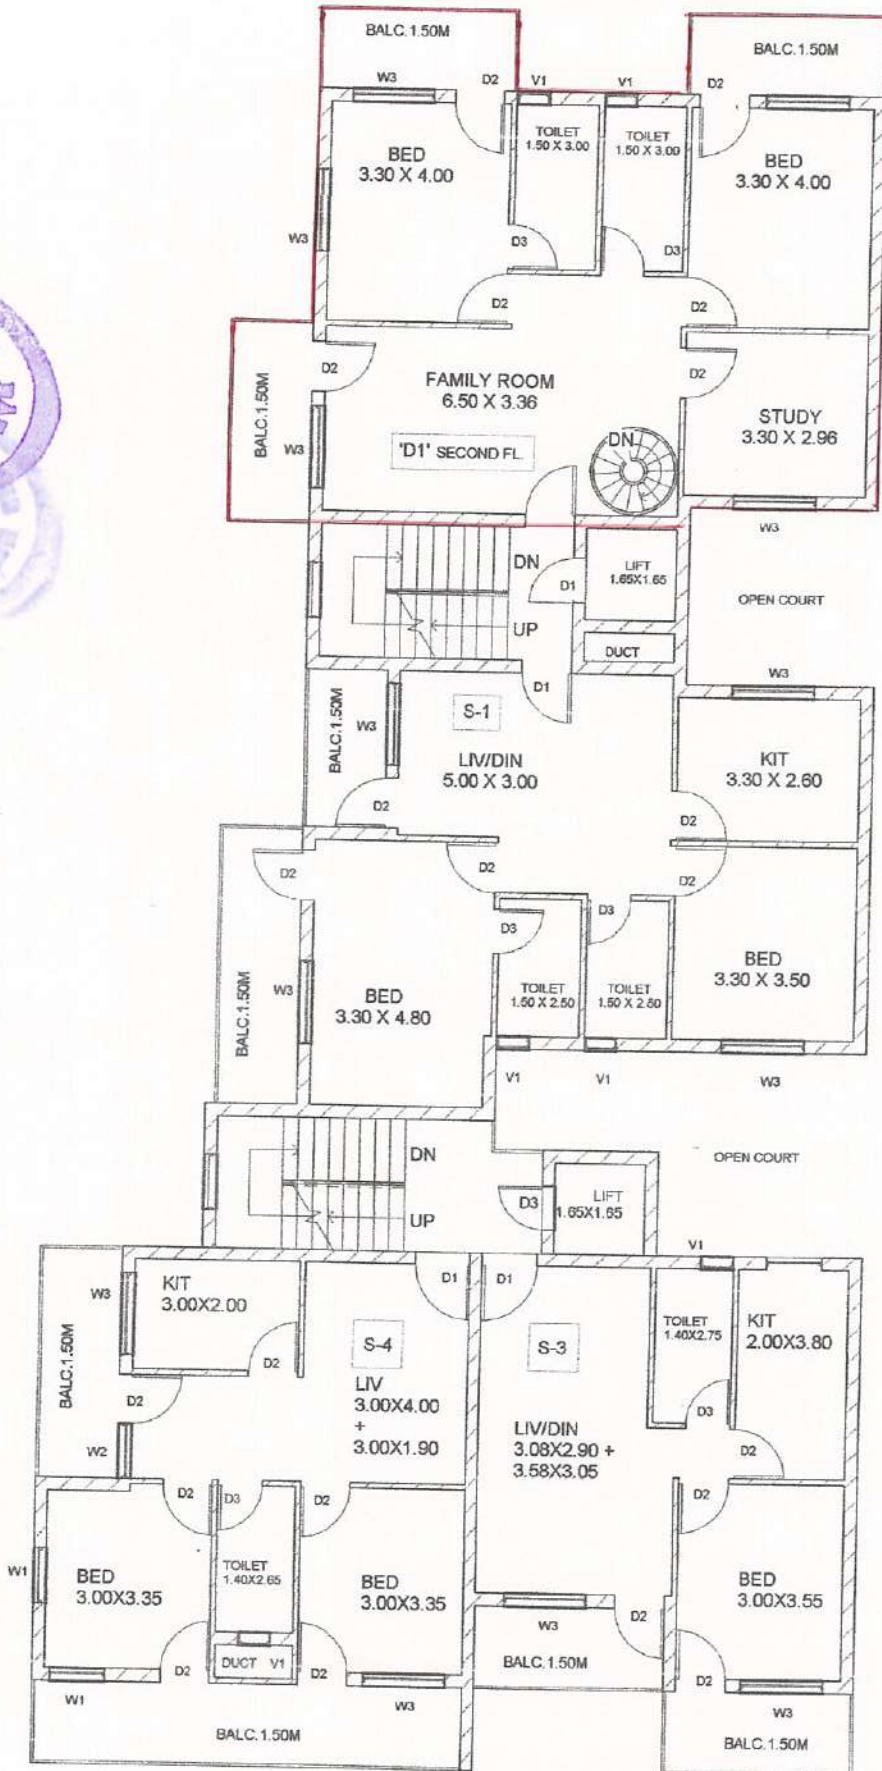 BALC.1.50M
BALC.1.50M
W3
D2
V1
V1
D2
TOILET
1.50 X 3.00
TOILET
1.50 X 3.00
BED
3.30 X 4.00
BED
3.30 X 4.00
W3
D3
D3
D2
D2
D2
D2
BALC.1.50M
W3
FAMILY ROOM
6.50 X 3.36
'D1' SECOND FL.
DN
STUDY
3.30 X 2.96
W3
DN
D1
LIFT
1.65X1.65
OPEN COURT
UP
DUCT
W3
D1
BALC.1.50M
W3
S-1
LIV/DIN
5.00 X 3.00
KIT
3.30 X 2.60
D2
D2
D2
D2
D2
D3
D3
BALC.1.50M
W3
BED
3.30 X 4.80
TOILET
1.50 X 2.50
TOILET
1.50 X 2.50
BED
3.30 X 3.50
V1
V1
W3
DN
OPEN COURT
UP
D3
LIFT
1.65X1.65
V1
W3
KIT
3.00X2.00
D1
D1
BALC.1.50M
D2
S-4
S-3
TOILET
1.40X2.75
KIT
2.00X3.80
D2
LIV
3.00X4.00
+
3.00X1.90
LIV/DIN
3.08X2.90 +
3.58X3.05
D3
W2
D2
D2
D3
D2
D2
W1
BED
3.00X3.35
TOILET
1.40X2.65
BED
3.00X3.35
BED
3.00X3.55
W3
D2
D2
DUCT V1
D2
BALC.1.50M
D2
W1
W3
W3
BALC.1.50M
BALC.1.50M